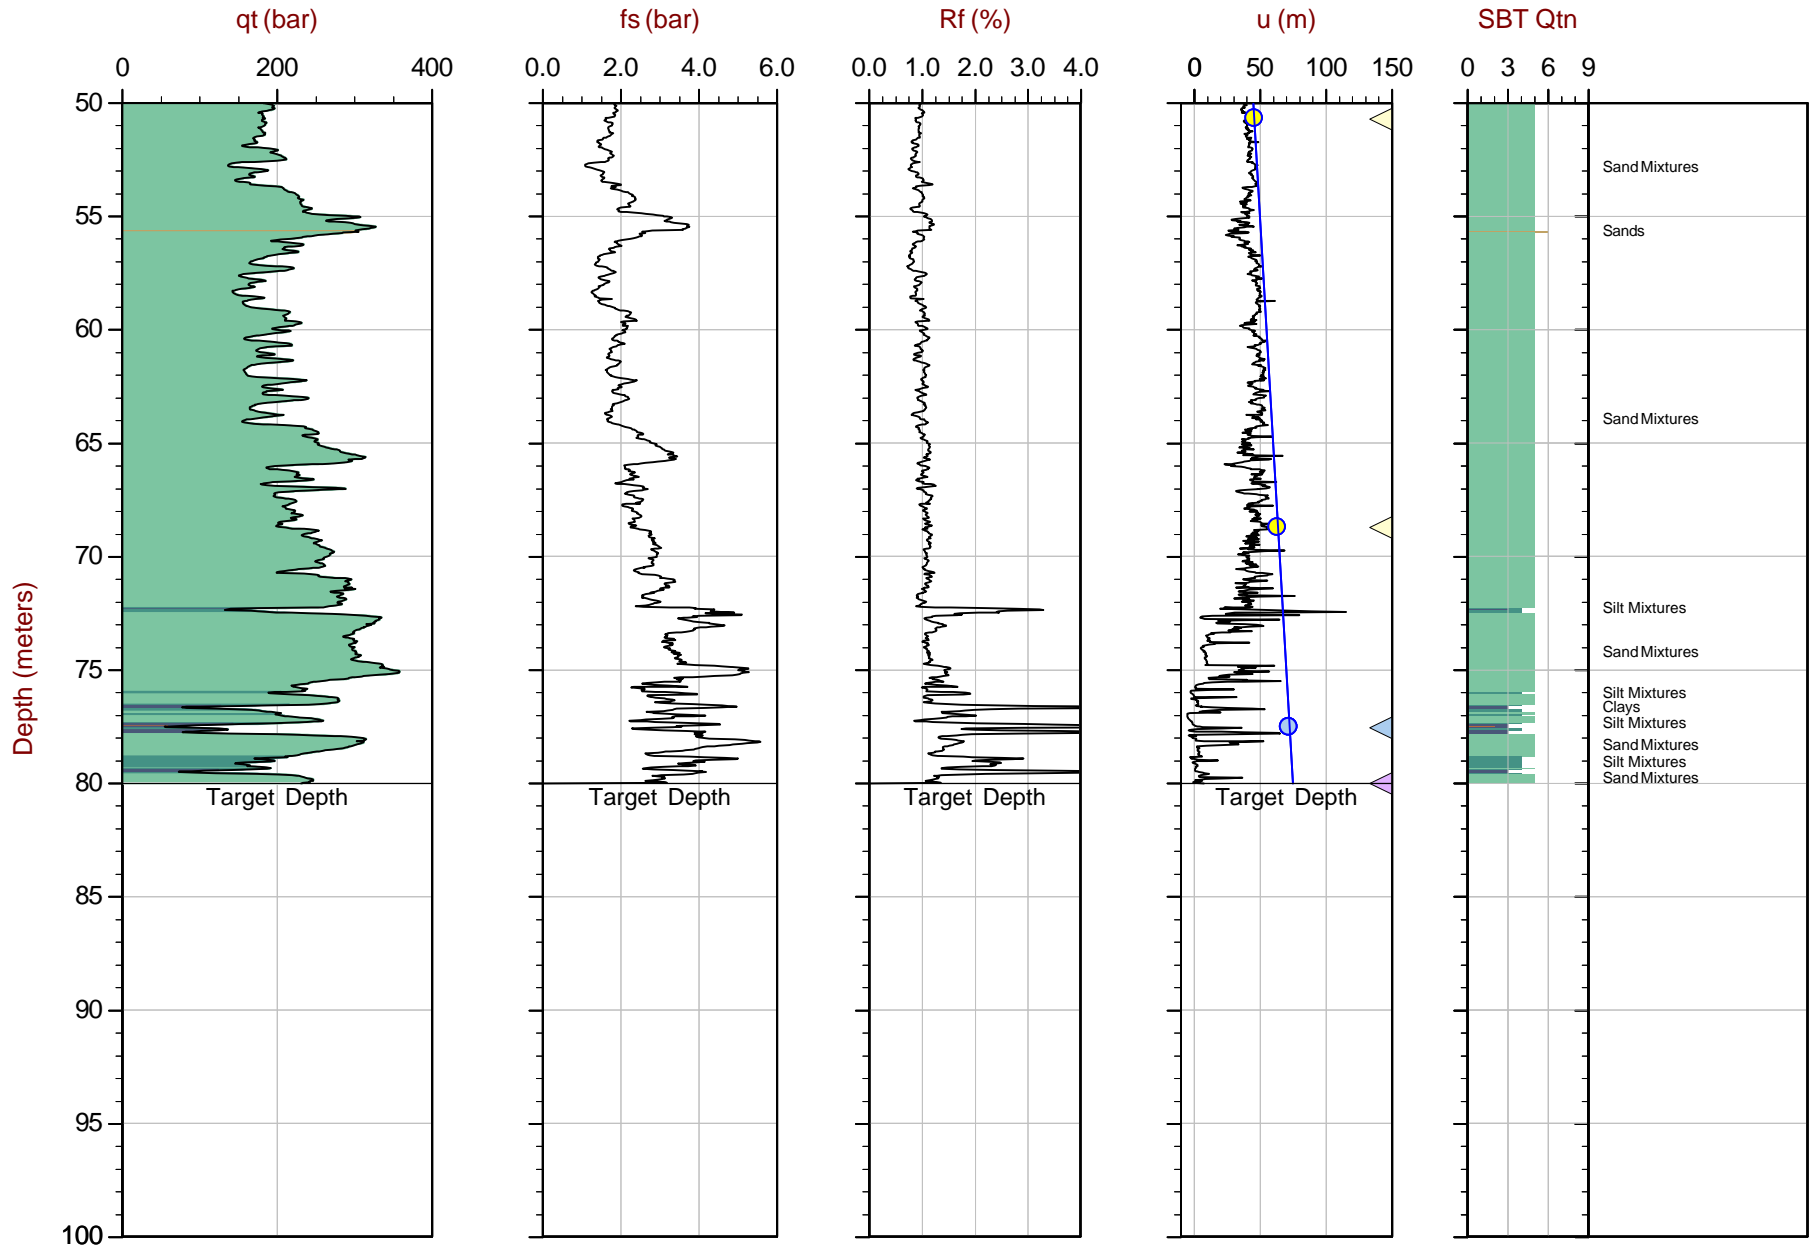 qt (bar) fs (bar) Rf (%) u (m) SBT Qtn
0 200 400 0.0 2.0 4.0 6.0 0.0 1.0 2.0 3.0 4.0 0 50 100 150 0 3 6 9
50
Sand Mixtures
55
Sands
60
Sand Mixtures
65
70
Silt Mixtures
Sand Mixtures
75
Silt Mixtures
Clays
Silt Mixtures
Sand Mixtures
Silt Mixtures
Sand Mixtures
80
Target Depth Target Depth Target Depth Target Depth
85
90
95
100
Depth (meters)